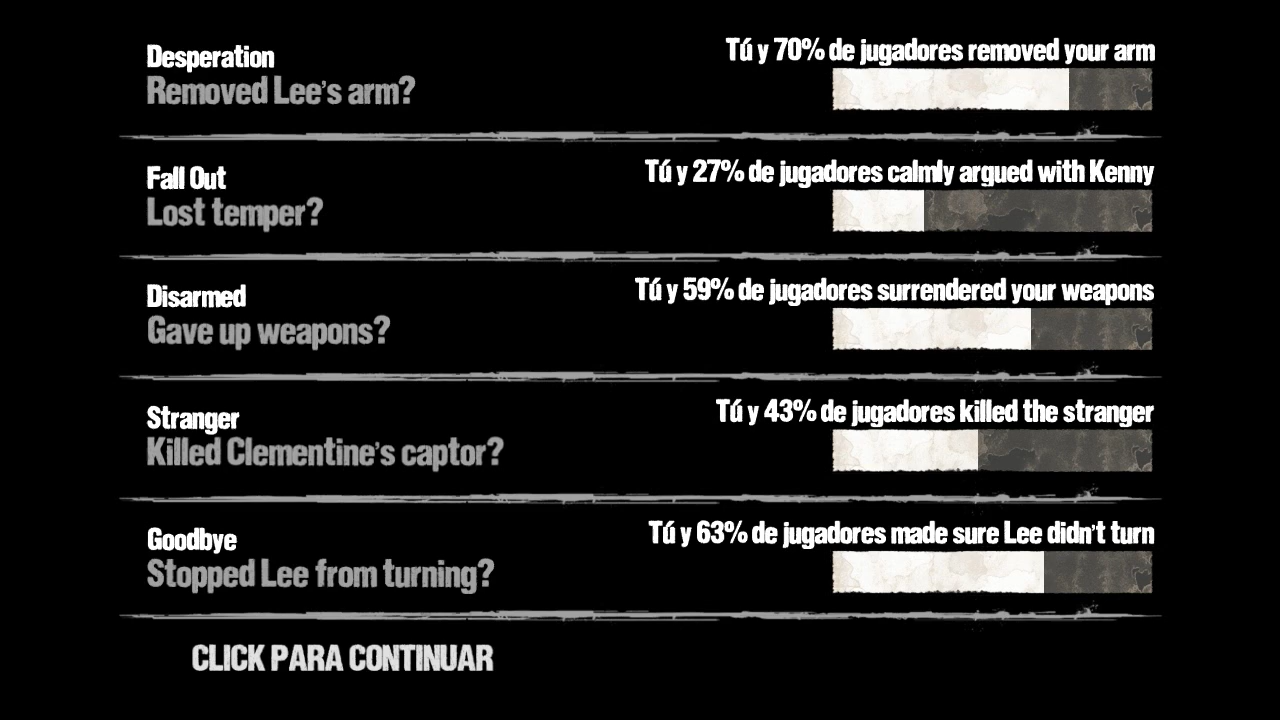 Desperation
Tú y 70% de jugadores removed your arm
Removed Lee's arm?
Fall Out
Tú y 27% de jugadores calmly argued with Kenny
Lost temper?
Disarmed
Tú y 59% de jugadores surrendered your weapons
Gave up weapons?
Stranger
Tú y 43% de jugadores killed the stranger
Killed Clementine's captor?
Goodbye
Tú y 63% de jugadores made sure Lee didn't turn
Stopped Lee from turning?
CLICK PARA CONTINUAR